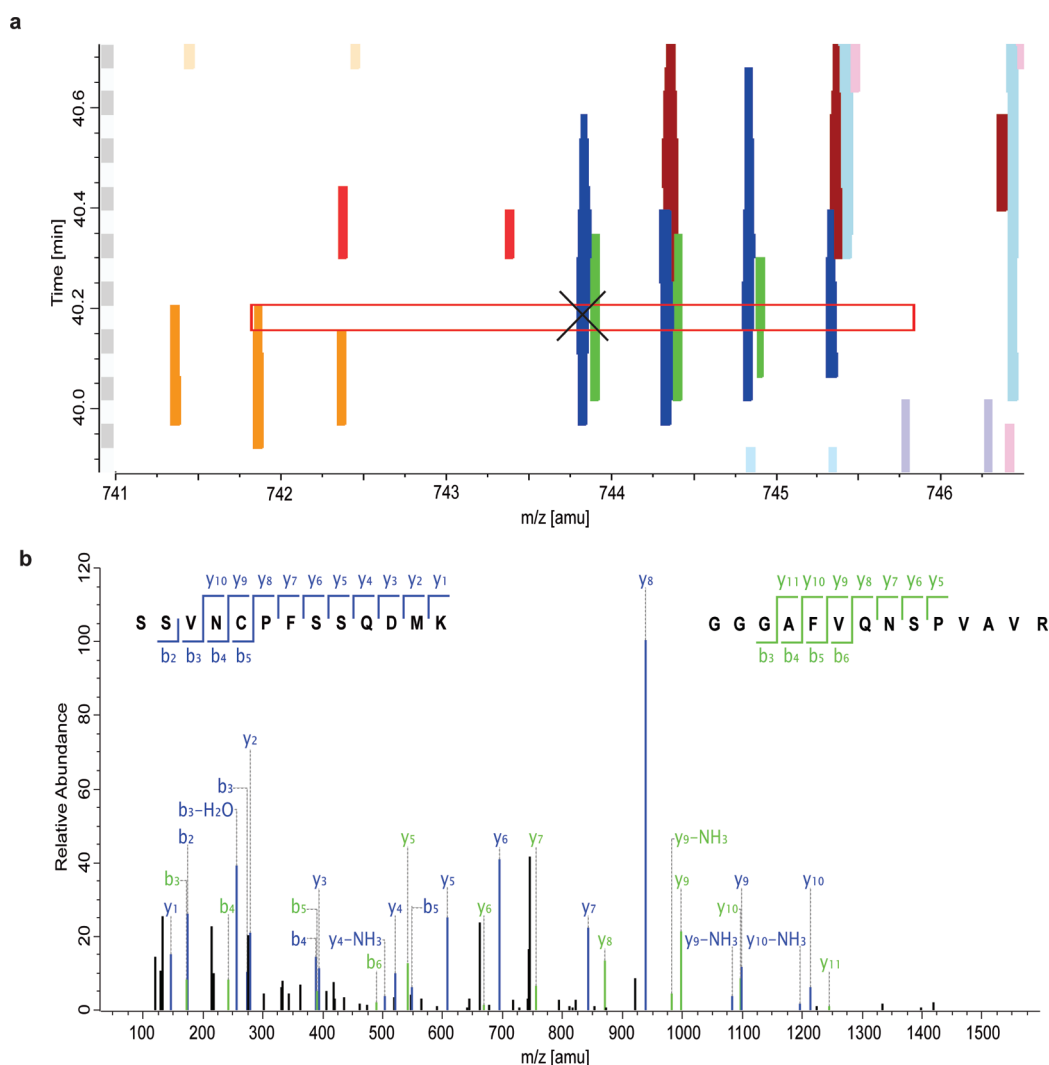 a
Time [min]
40.6
40.4
40.2
40.0
741 742 743 744 745 746
m/z [amu]
b
Relative Abundance
120
100
80
60
40
20
0
y10 y9 y8 y7 y6 y5 y4 y3 y2 y1
S S V N C P F S S Q D M K
b2 b3 b4 b5
y11 y10 y9 y8 y7 y6 y5
G G G A F V Q N S P V A V R
b3 b4 b5 b6
y8
y2
b3
b3-H2O
b2
b3
y1
b4
y3
b5
b4
y4-NH3
b6
y4
y5
b5
y5
y6
y6
y7
y7
y8
y9-NH3
y9
y10
y9
y9-NH3
y10-NH3
y10
y11
100 200 300 400 500 600 700 800 900 1000 1100 1200 1300 1400 1500
m/z [amu]